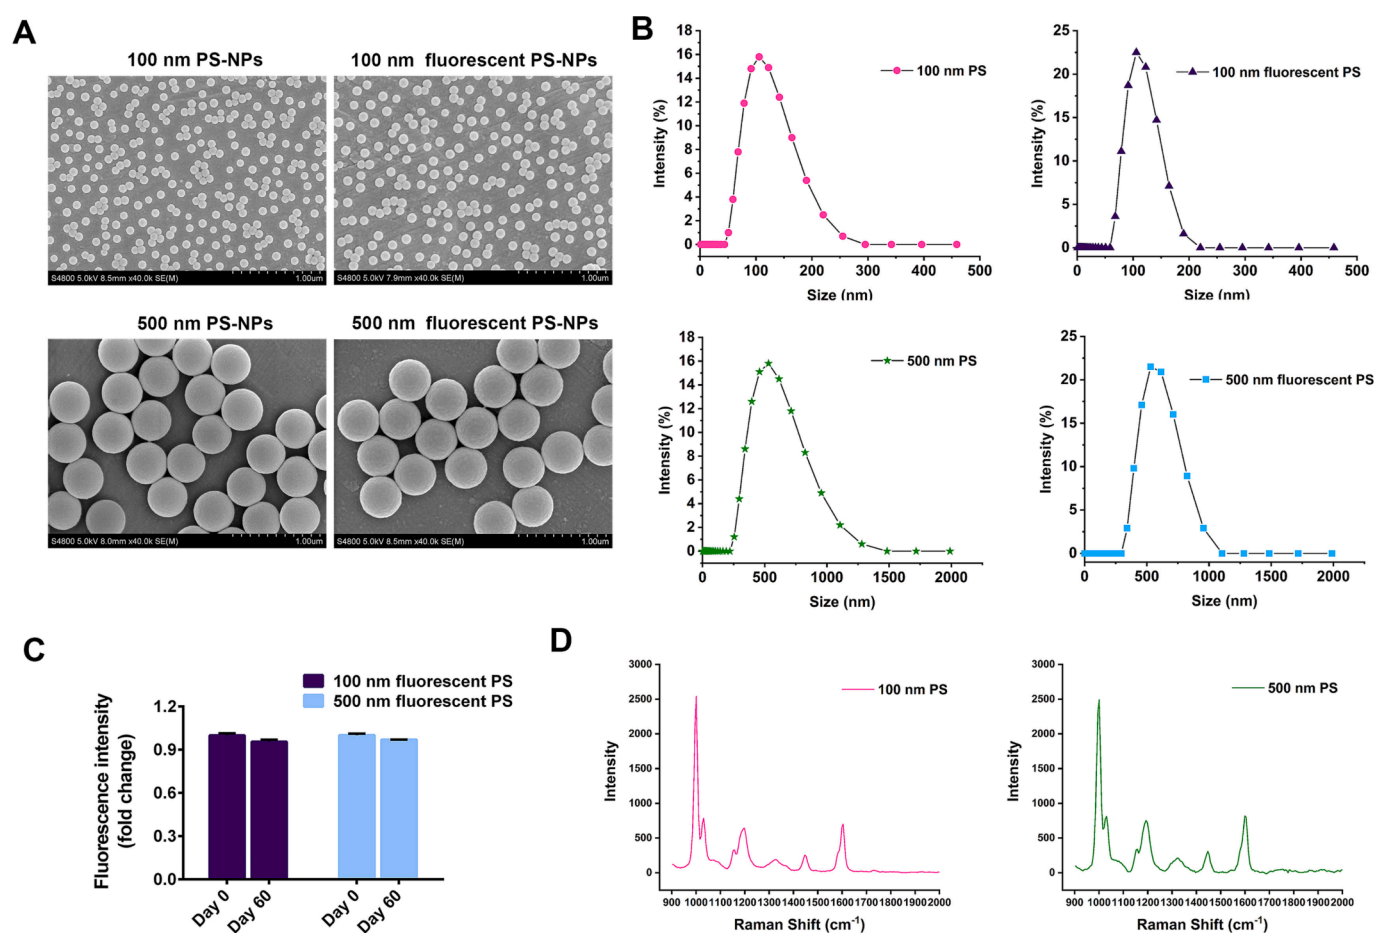 A
100 nm PS-NPs
100 nm fluorescent PS-NPs
S4800 5.0kV 8.5mm x40.0k SE(M)
1.00um
S4800 5.0kV 7.9mm x40.0k SE(M)
1.00um
500 nm PS-NPs
500 nm fluorescent PS-NPs
S4800 5.0kV 8.0mm x40.0k SE(M)
1.00um
S4800 5.0kV 8.5mm x40.0k SE(M)
1.00um
B
18
16
14
12
10
8
6
4
2
0
Intensity (%)
100 nm PS
0
100
200
300
400
500
Size (nm)
25
20
15
10
5
0
Intensity (%)
100 nm fluorescent PS
0
100
200
300
400
500
Size (nm)
18
16
14
12
10
8
6
4
2
0
Intensity (%)
500 nm PS
0
500
1000
1500
2000
Size (nm)
25
20
15
10
5
0
Intensity (%)
500 nm fluorescent PS
0
500
1000
1500
2000
Size (nm)
C
100 nm fluorescent PS
500 nm fluorescent PS
Fluorescence intensity
(fold change)
1.2
0.9
0.6
0.3
0.0
Day 0
Day 60
Day 0
Day 60
D
3000
2500
2000
1500
1000
500
0
Intensity
100 nm PS
900 1000 1100 1200 1300 1400 1500 1600 1700 1800 1900 2000
Raman Shift (cm⁻¹)
3000
2500
2000
1500
1000
500
0
Intensity
500 nm PS
900 1000 1100 1200 1300 1400 1500 1600 1700 1800 1900 2000
Raman Shift (cm⁻¹)